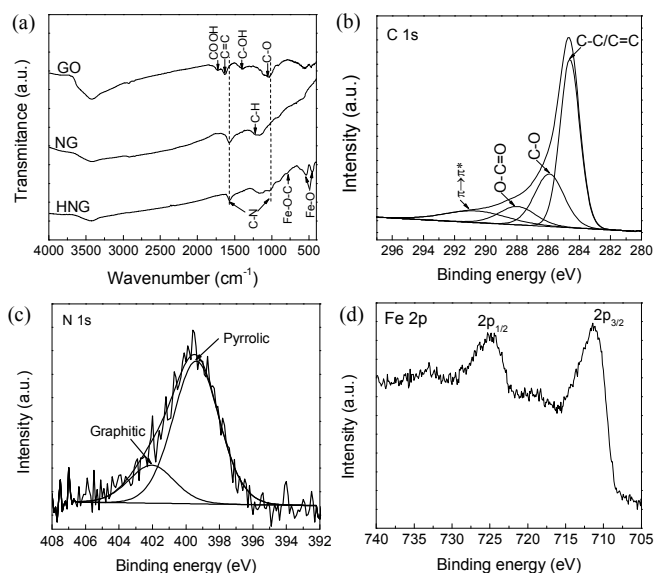 (a)
COOH
C=C
C-OH
C-O
GO
C-H
NG
HNG
C-N
Fe-O-C
Fe-O
Transmitance (a.u.)
4000 3500 3000 2500 2000 1500 1000 500
Wavenumber (cm⁻¹)
(b)
C 1s
C-C/C=C
C-O
O-C=O
π→π*
Intensity (a.u.)
296 294 292 290 288 286 284 282 280
Binding energy (eV)
(c)
N 1s
Pyrrolic
Graphitic
Intensity (a.u.)
408 406 404 402 400 398 396 394 392
Binding energy (eV)
(d)
Fe 2p
2p1/2
2p3/2
Intensity (a.u.)
740 735 730 725 720 715 710 705
Binding energy (eV)